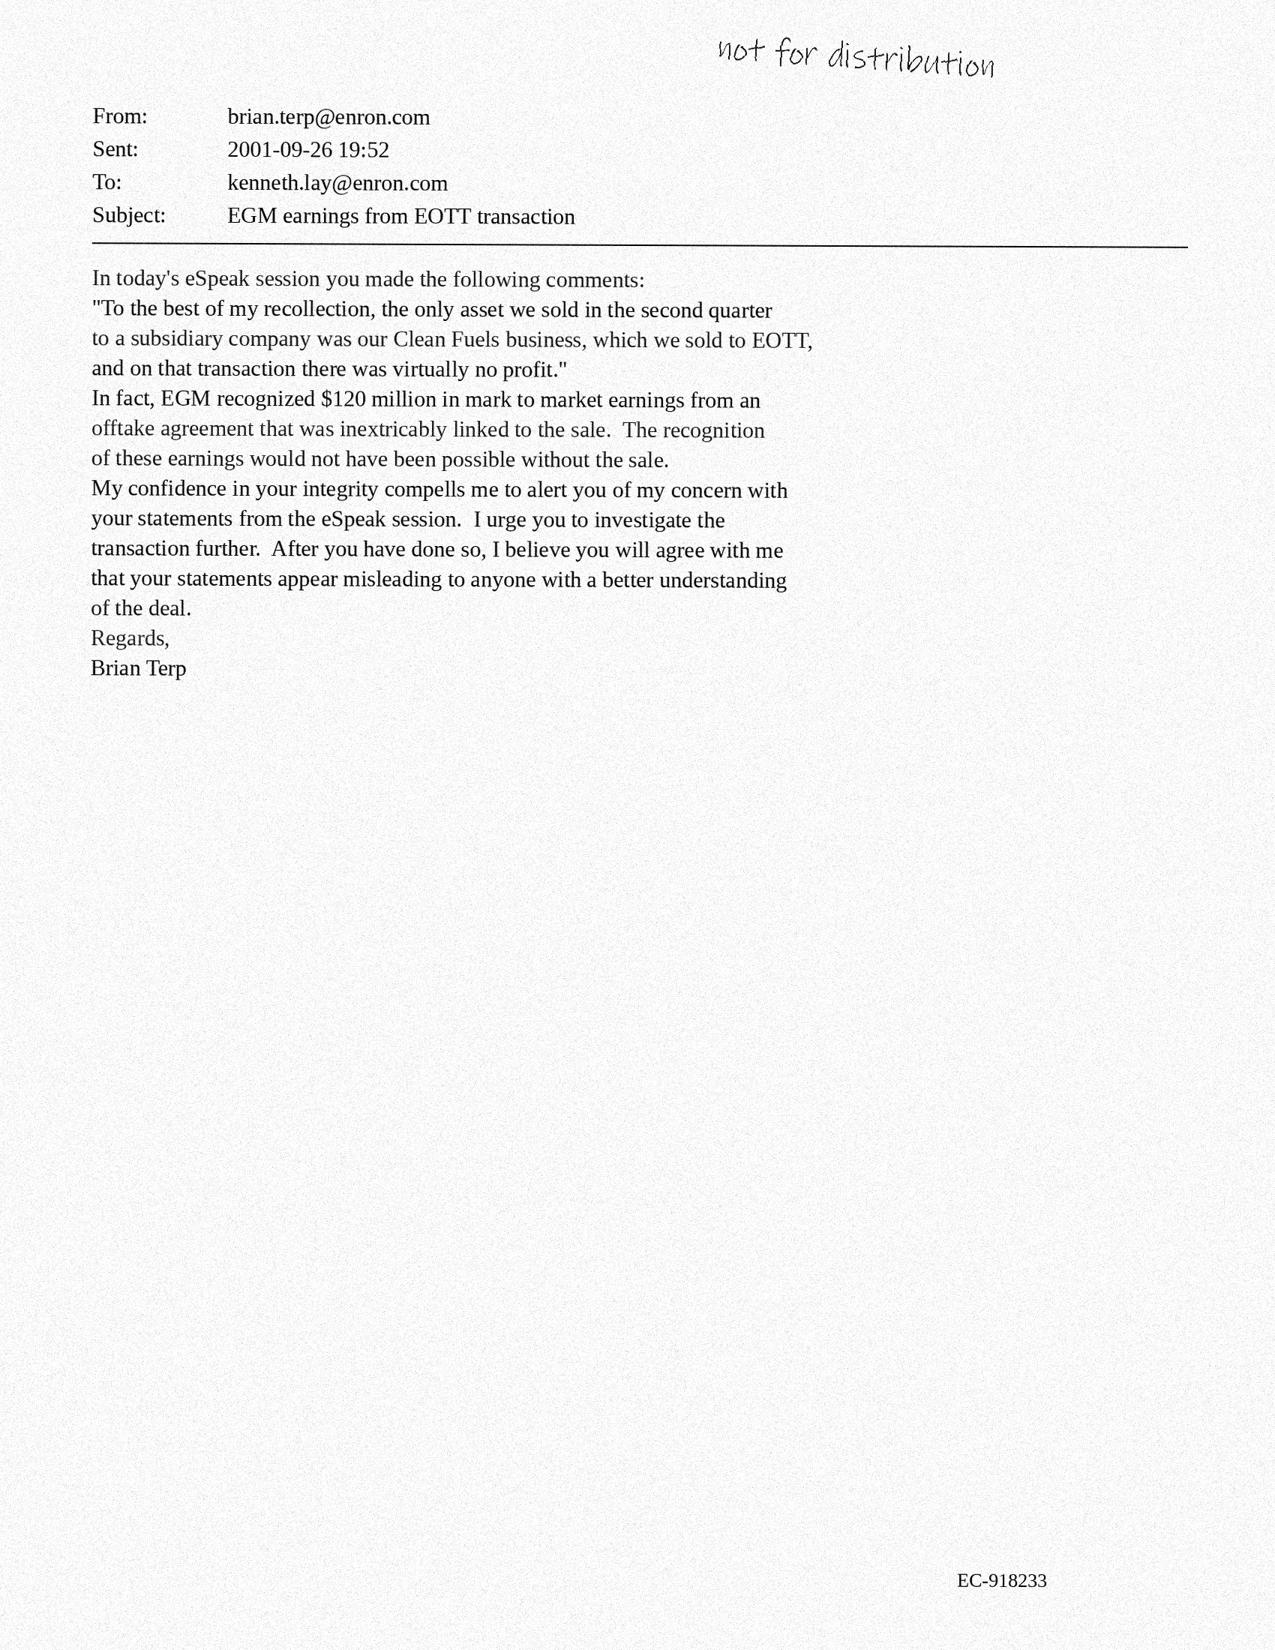 not for distribution
From: brian.terp@enron.com
Sent: 2001-09-26 19:52
To: kenneth.lay@enron.com
Subject: EGM earnings from EOTT transaction
In today's eSpeak session you made the following comments:
"To the best of my recollection, the only asset we sold in the second quarter
to a subsidiary company was our Clean Fuels business, which we sold to EOTT,
and on that transaction there was virtually no profit."
In fact, EGM recognized $120 million in mark to market earnings from an
offtake agreement that was inextricably linked to the sale.  The recognition
of these earnings would not have been possible without the sale.
My confidence in your integrity compells me to alert you of my concern with
your statements from the eSpeak session.  I urge you to investigate the
transaction further.  After you have done so, I believe you will agree with me
that your statements appear misleading to anyone with a better understanding
of the deal.
Regards,
Brian Terp
EC-918233